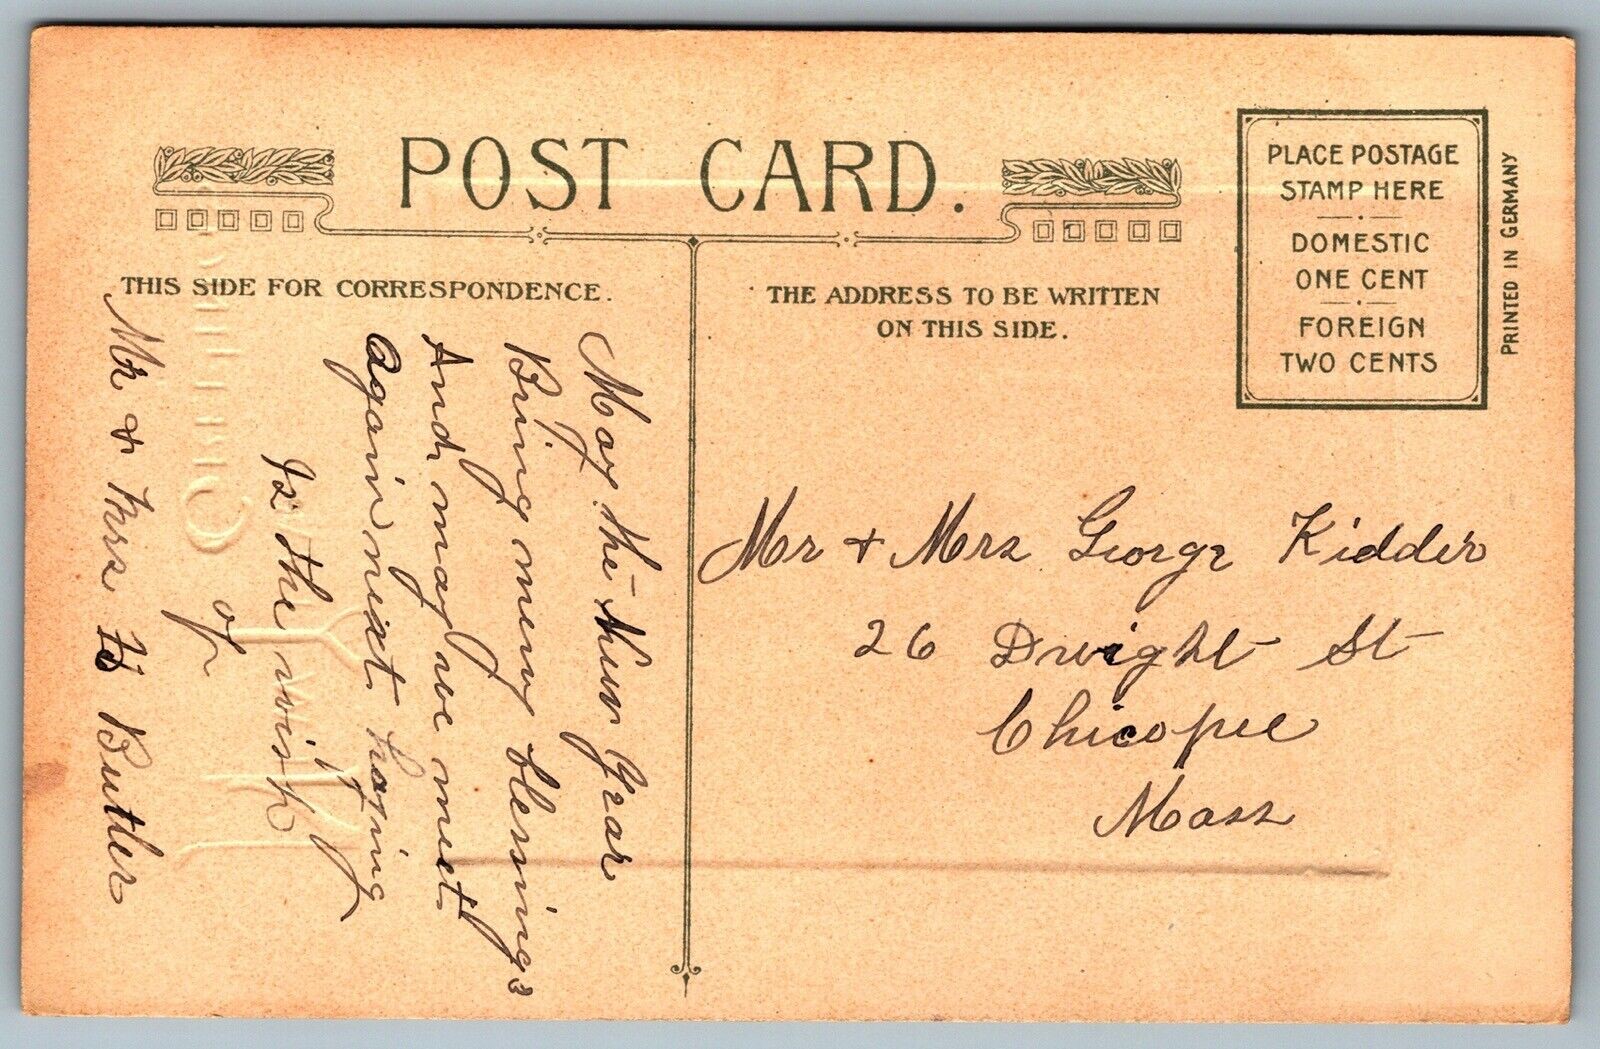 POST CARD.
THIS SIDE FOR CORRESPONDENCE.
THE ADDRESS TO BE WRITTEN
ON THIS SIDE.
PLACE POSTAGE
STAMP HERE
DOMESTIC
ONE CENT
FOREIGN
TWO CENTS
PRINTED IN GERMANY
May the New Year
Bring meny blessings
And may we meet
Again next
Is the wish
of
Mr + Mrs H Butler
Mr + Mrs George Kidder
26 Dwight St
Chicopee
Mass